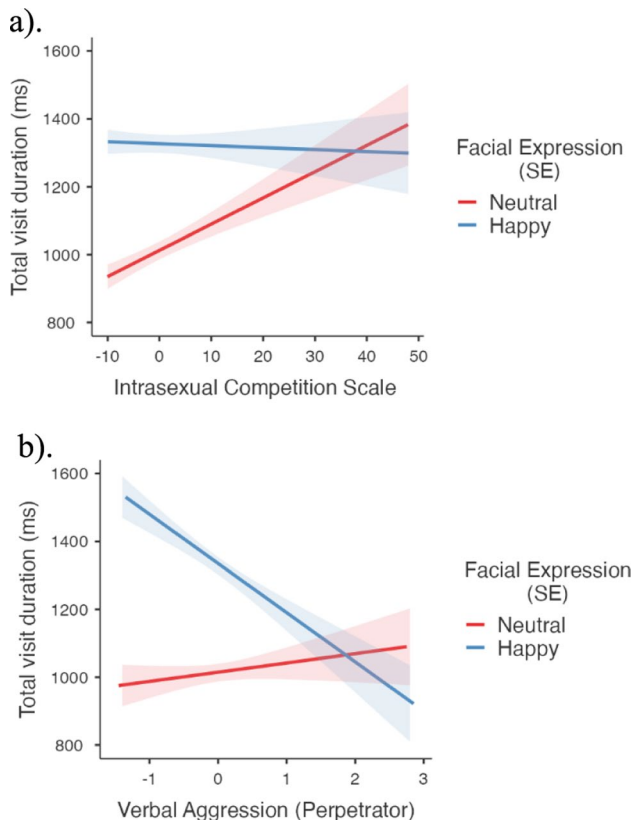 a).
1600
1400
1200
1000
800
Total visit duration (ms)
-10 0 10 20 30 40 50
Intrasexual Competition Scale
Facial Expression
(SE)
Neutral
Happy
b).
1600
1400
1200
1000
800
Total visit duration (ms)
-1 0 1 2 3
Verbal Aggression (Perpetrator)
Facial Expression
(SE)
Neutral
Happy